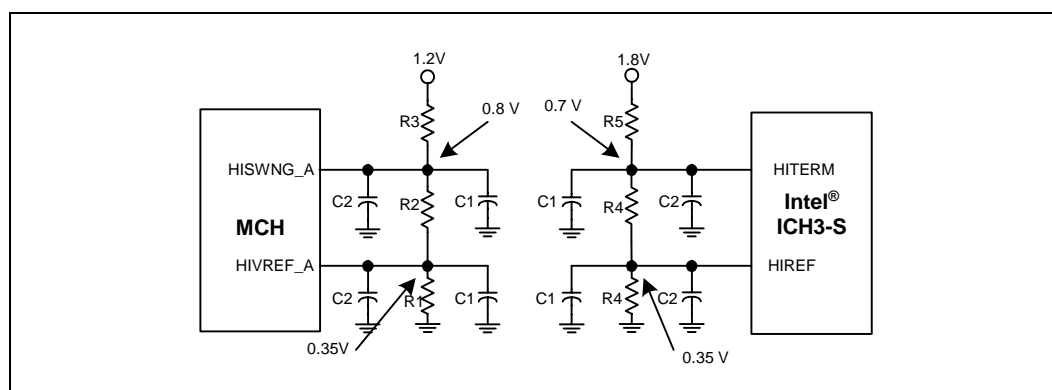 1.2V
1.8V
0.8 V
0.7 V
R3
R5
HISWNG_A
HITERM
C2
R2
C1
C1
R4
C2
MCH
Intel®
ICH3-S
HIVREF_A
HIREF
C2
R1
C1
C1
R4
C2
0.35V
0.35 V